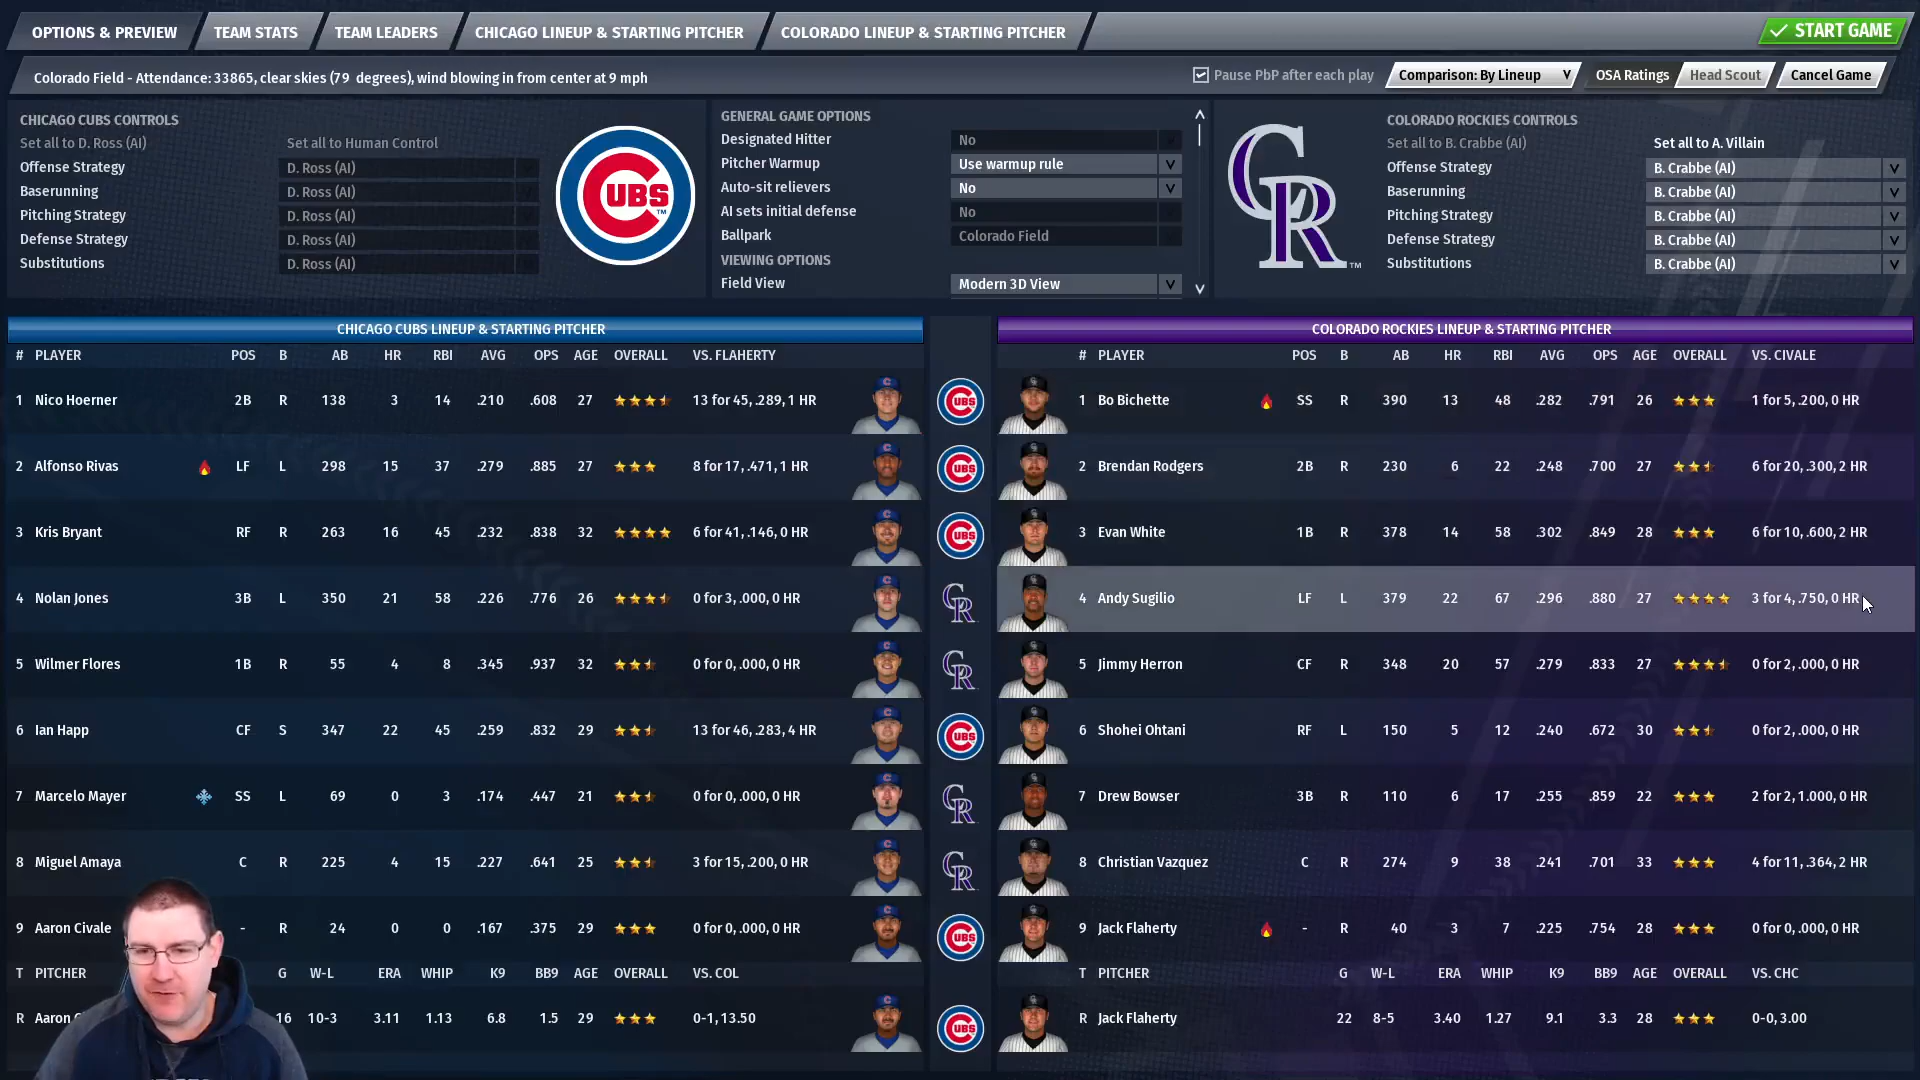 OPTIONS & PREVIEW TEAM STATS TEAM LEADERS CHICAGO LINEUP & STARTING PITCHER COLORADO LINEUP & STARTING PITCHER START GAME
Colorado Field - Attendance: 33865, clear skies (79 degrees), wind blowing in from center at 9 mph Pause PbP after each play Comparison: By Lineup V OSA Ratings Head Scout Cancel Game
CHICAGO CUBS CONTROLS
Set all to D. Ross (AI) Set all to Human Control
Offense Strategy D. Ross (AI)
Baserunning D. Ross (AI)
Pitching Strategy D. Ross (AI)
Defense Strategy D. Ross (AI)
Substitutions D. Ross (AI)
CUBS
TM
GENERAL GAME OPTIONS
Designated Hitter No
Pitcher Warmup Use warmup rule V
Auto-sit relievers No V
AI sets initial defense No
Ballpark Colorado Field
VIEWING OPTIONS
Field View Modern 3D View V
CR
TM
COLORADO ROCKIES CONTROLS
Set all to B. Crabbe (AI) Set all to A. Villain
Offense Strategy B. Crabbe (AI) V
Baserunning B. Crabbe (AI) V
Pitching Strategy B. Crabbe (AI) V
Defense Strategy B. Crabbe (AI) V
Substitutions B. Crabbe (AI) V
CHICAGO CUBS LINEUP & STARTING PITCHER
# PLAYER POS B AB HR RBI AVG OPS AGE OVERALL VS. FLAHERTY
1 Nico Hoerner 2B R 138 3 14 .210 .608 27 13 for 45, .289, 1 HR
2 Alfonso Rivas LF L 298 15 37 .279 .885 27 8 for 17, .471, 1 HR
3 Kris Bryant RF R 263 16 45 .232 .838 32 6 for 41, .146, 0 HR
4 Nolan Jones 3B L 350 21 58 .226 .776 26 0 for 3, .000, 0 HR
5 Wilmer Flores 1B R 55 4 8 .345 .937 32 0 for 0, .000, 0 HR
6 Ian Happ CF S 347 22 45 .259 .832 29 13 for 46, .283, 4 HR
7 Marcelo Mayer SS L 69 0 3 .174 .447 21 0 for 0, .000, 0 HR
8 Miguel Amaya C R 225 4 15 .227 .641 25 3 for 15, .200, 0 HR
9 Aaron Civale - R 24 0 0 .167 .375 29 0 for 0, .000, 0 HR
T PITCHER G W-L ERA WHIP K9 BB9 AGE OVERALL VS. COL
R Aaron 16 10-3 3.11 1.13 6.8 1.5 29 0-1, 13.50
COLORADO ROCKIES LINEUP & STARTING PITCHER
# PLAYER POS B AB HR RBI AVG OPS AGE OVERALL VS. CIVALE
1 Bo Bichette SS R 390 13 48 .282 .791 26 1 for 5, .200, 0 HR
2 Brendan Rodgers 2B R 230 6 22 .248 .700 27 6 for 20, .300, 2 HR
3 Evan White 1B R 378 14 58 .302 .849 28 6 for 10, .600, 2 HR
4 Andy Sugilio LF L 379 22 67 .296 .880 27 3 for 4, .750, 0 HR
5 Jimmy Herron CF R 348 20 57 .279 .833 27 0 for 2, .000, 0 HR
6 Shohei Ohtani RF L 150 5 12 .240 .672 30 0 for 2, .000, 0 HR
7 Drew Bowser 3B R 110 6 17 .255 .859 22 2 for 2, 1.000, 0 HR
8 Christian Vazquez C R 274 9 38 .241 .701 33 4 for 11, .364, 2 HR
9 Jack Flaherty - R 40 3 7 .225 .754 28 0 for 0, .000, 0 HR
T PITCHER G W-L ERA WHIP K9 BB9 AGE OVERALL VS. CHC
R Jack Flaherty 22 8-5 3.40 1.27 9.1 3.3 28 0-0, 3.00